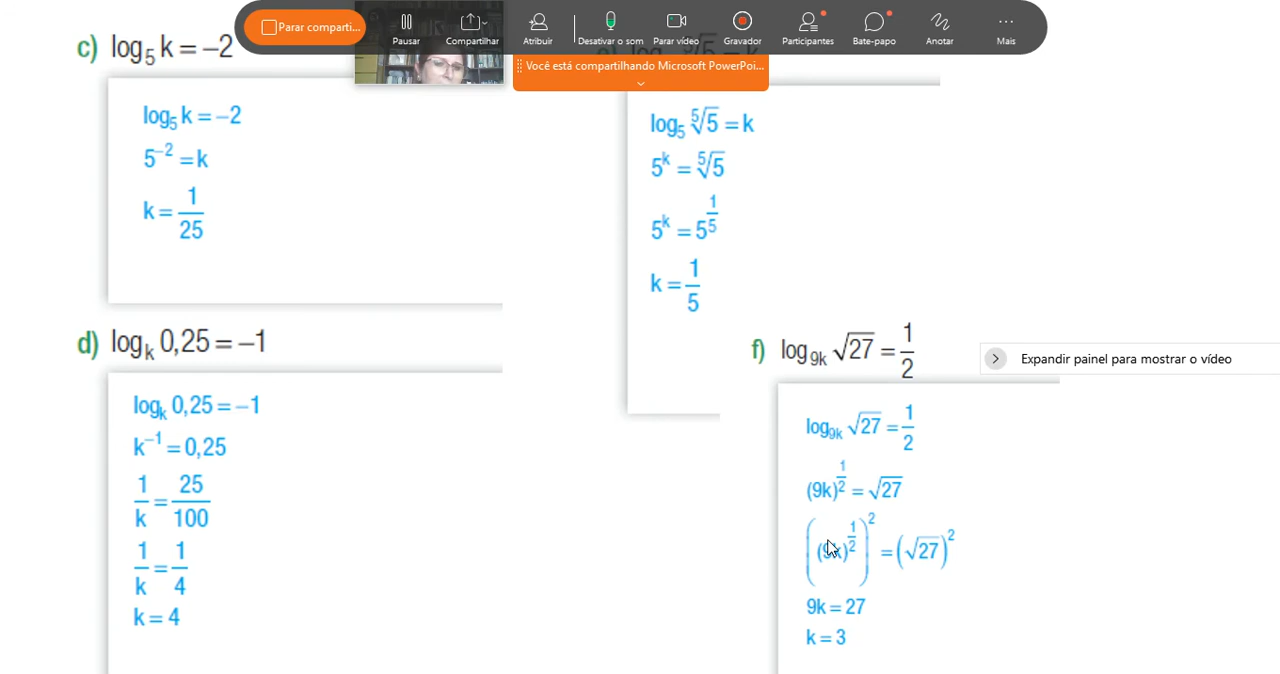 Parar comparti...
Pausar
Compartilhar
Atribuir
Desativar o som
Parar vídeo
Gravador
Participantes
Bate-papo
Anotar
Mais
Você está compartilhando Microsoft PowerPoi...
c) log₅ k = –2
log₅ k = –2
5⁻² = k
k = 1/25
d) logₖ 0,25 = –1
logₖ 0,25 = –1
k⁻¹ = 0,25
1/k = 25/100
1/k = 1/4
k = 4
log₅ ⁵√5 = k
5ᵏ = ⁵√5
5ᵏ = 5^(1/5)
k = 1/5
f) log₉ₖ √27 = 1/2
log₉ₖ √27 = 1/2
(9k)^(1/2) = √27
((9k)^(1/2))² = (√27)²
9k = 27
k = 3
Expandir painel para mostrar o vídeo